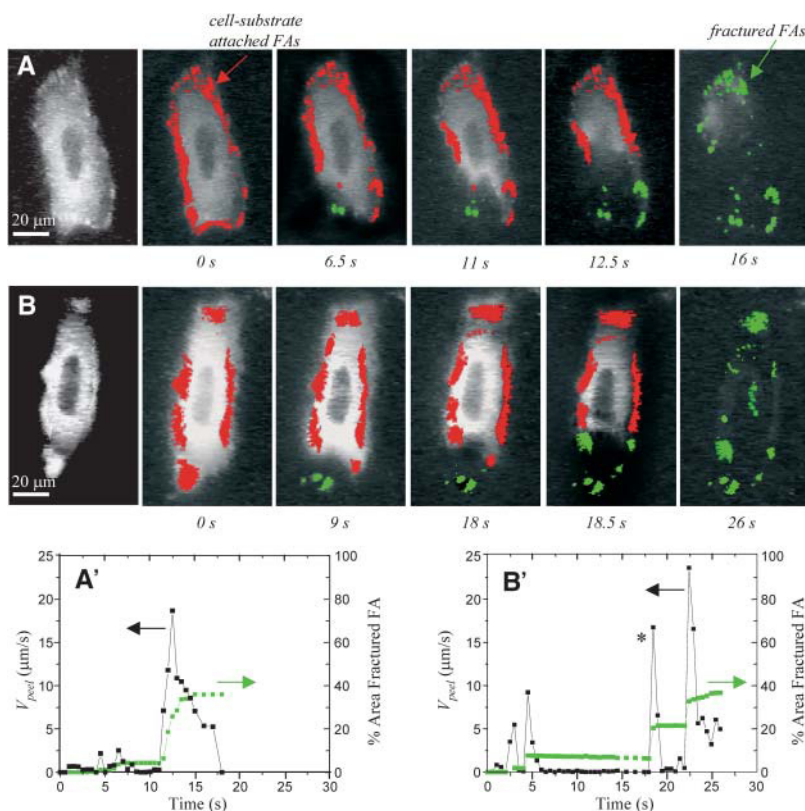 cell-substrate
attached FAs
fractured FAs
A
20 μm
0 s
6.5 s
11 s
12.5 s
16 s
B
20 μm
0 s
9 s
18 s
18.5 s
26 s
A'
25
20
15
10
5
0
V_peel (μm/s)
100
80
60
40
20
0
% Area Fractured FA
0 5 10 15 20 25 30
Time (s)
B'
*
25
20
15
10
5
0
V_peel (μm/s)
100
80
60
40
20
0
% Area Fractured FA
0 5 10 15 20 25 30
Time (s)